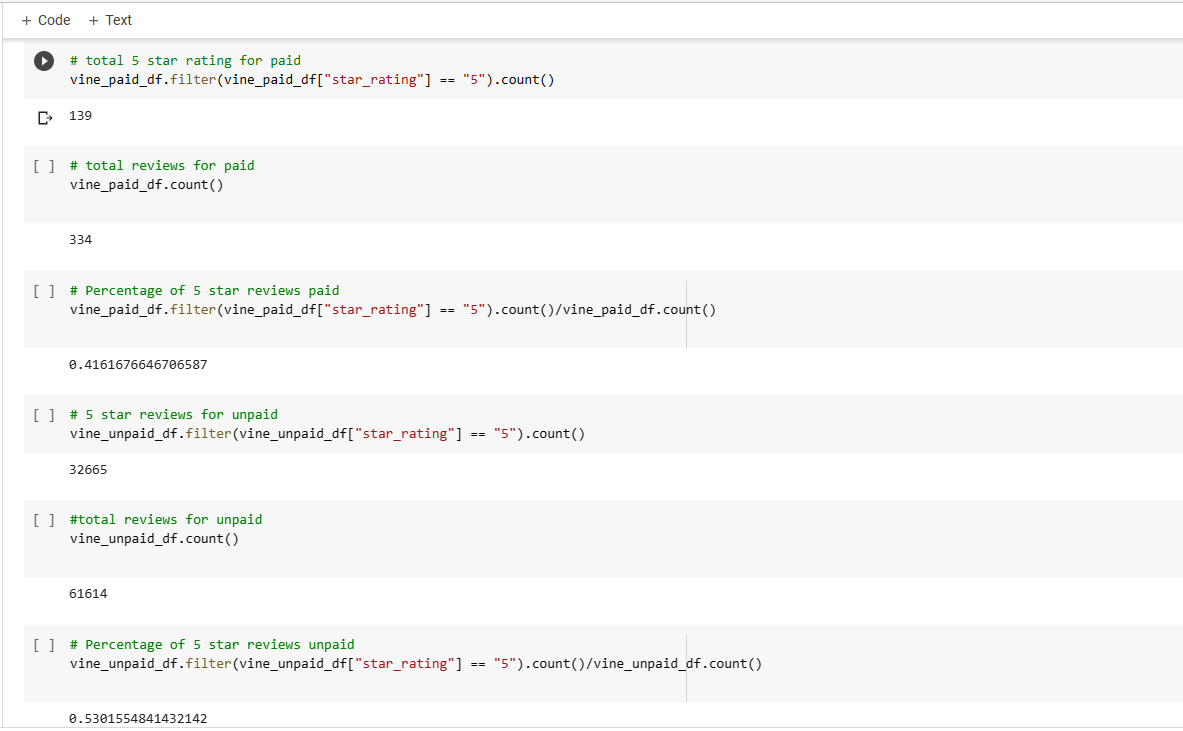 + Code + Text
# total 5 star rating for paid
vine_paid_df.filter(vine_paid_df["star_rating"] == "5").count()
139
[ ] # total reviews for paid
vine_paid_df.count()
334
[ ] # Percentage of 5 star reviews paid
vine_paid_df.filter(vine_paid_df["star_rating"] == "5").count()/vine_paid_df.count()
0.4161676646706587
[ ] # 5 star reviews for unpaid
vine_unpaid_df.filter(vine_unpaid_df["star_rating"] == "5").count()
32665
[ ] #total reviews for unpaid
vine_unpaid_df.count()
61614
[ ] # Percentage of 5 star reviews unpaid
vine_unpaid_df.filter(vine_unpaid_df["star_rating"] == "5").count()/vine_unpaid_df.count()
0.5301554841432142